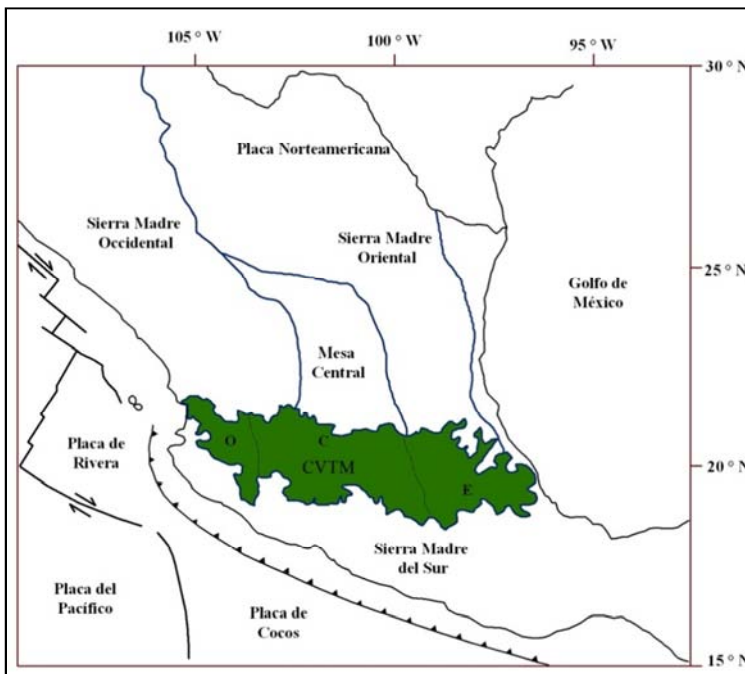 105 ° W
100 ° W
95 ° W
30 ° N
Placa Norteamericana
Sierra Madre
Occidental
Sierra Madre
Oriental
25 ° N
Golfo de
México
Mesa
Central
O
C
CVTM
E
Placa de
Rivera
20 ° N
Sierra Madre
del Sur
Placa del
Pacífico
Placa de
Cocos
15 ° N